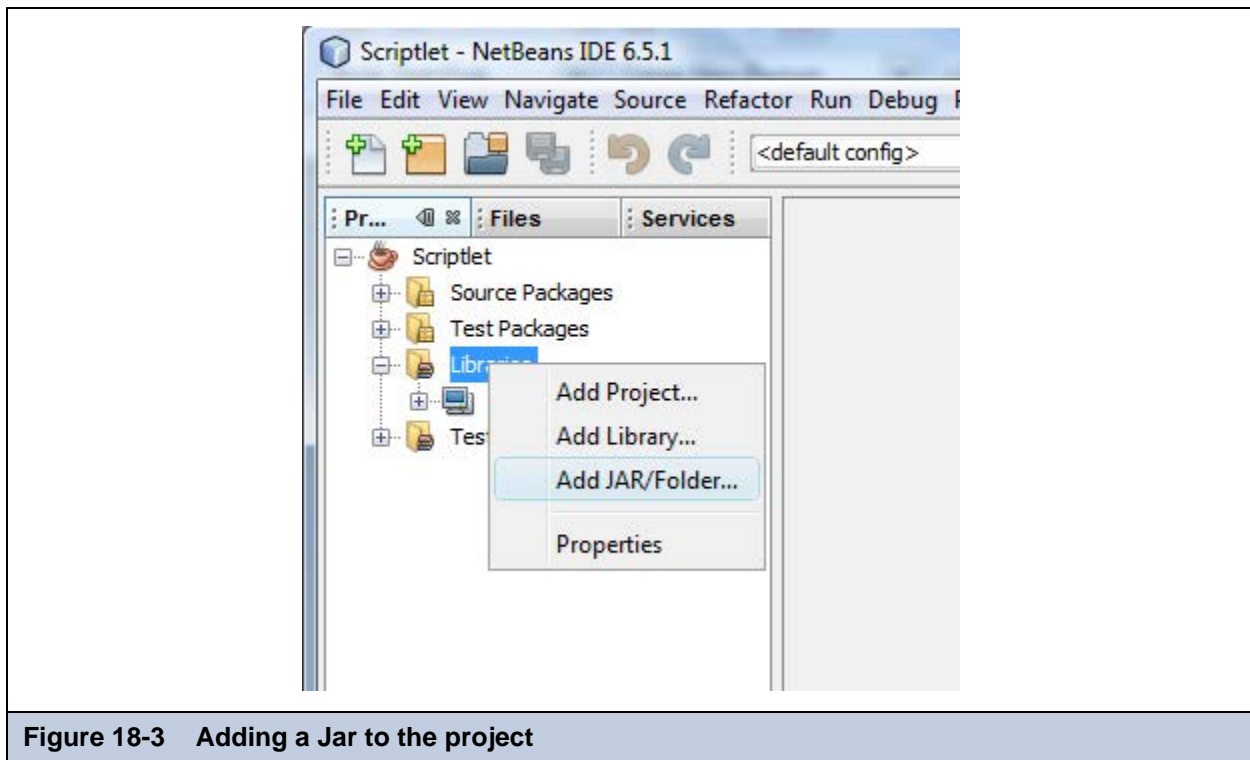 Scriptlet - NetBeans IDE 6.5.1
File Edit View Navigate Source Refactor Run Debug
<default config>
Pr... Files Services
Scriptlet
Source Packages
Test Packages
Add Project...
Add Library...
Add JAR/Folder...
Properties
Figure 18-3 Adding a Jar to the project